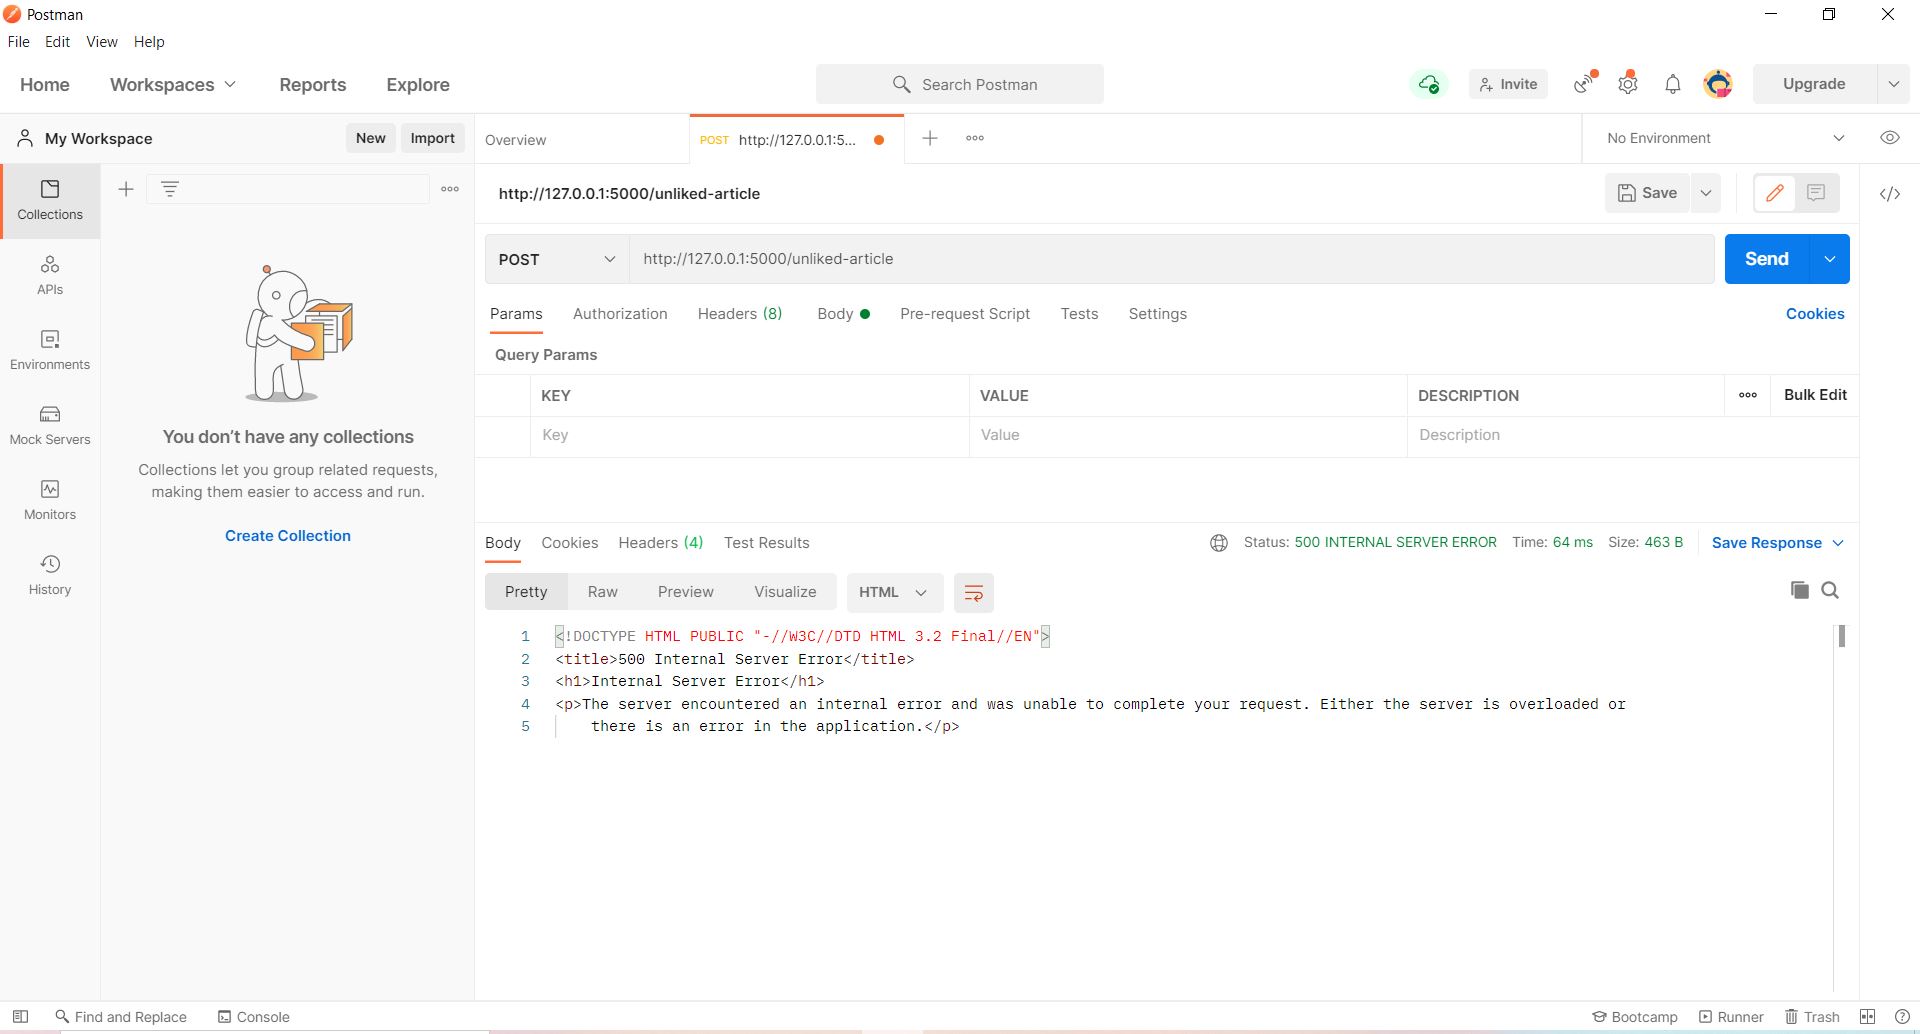 Postman
File Edit View Help
Home Workspaces Reports Explore Search Postman Invite Upgrade
My Workspace New Import Overview POST http://127.0.0.1:5... No Environment
Collections
APIs
Environments
Mock Servers
Monitors
History
You don’t have any collections
Collections let you group related requests,
making them easier to access and run.
Create Collection
http://127.0.0.1:5000/unliked-article Save
POST http://127.0.0.1:5000/unliked-article Send
Params Authorization Headers (8) Body Pre-request Script Tests Settings Cookies
Query Params
KEY VALUE DESCRIPTION Bulk Edit
Key Value Description
Body Cookies Headers (4) Test Results Status: 500 INTERNAL SERVER ERROR Time: 64 ms Size: 463 B Save Response
Pretty Raw Preview Visualize HTML
1 <!DOCTYPE HTML PUBLIC "-//W3C//DTD HTML 3.2 Final//EN">
2 <title>500 Internal Server Error</title>
3 <h1>Internal Server Error</h1>
4 <p>The server encountered an internal error and was unable to complete your request. Either the server is overloaded or
5 there is an error in the application.</p>
Find and Replace Console Bootcamp Runner Trash